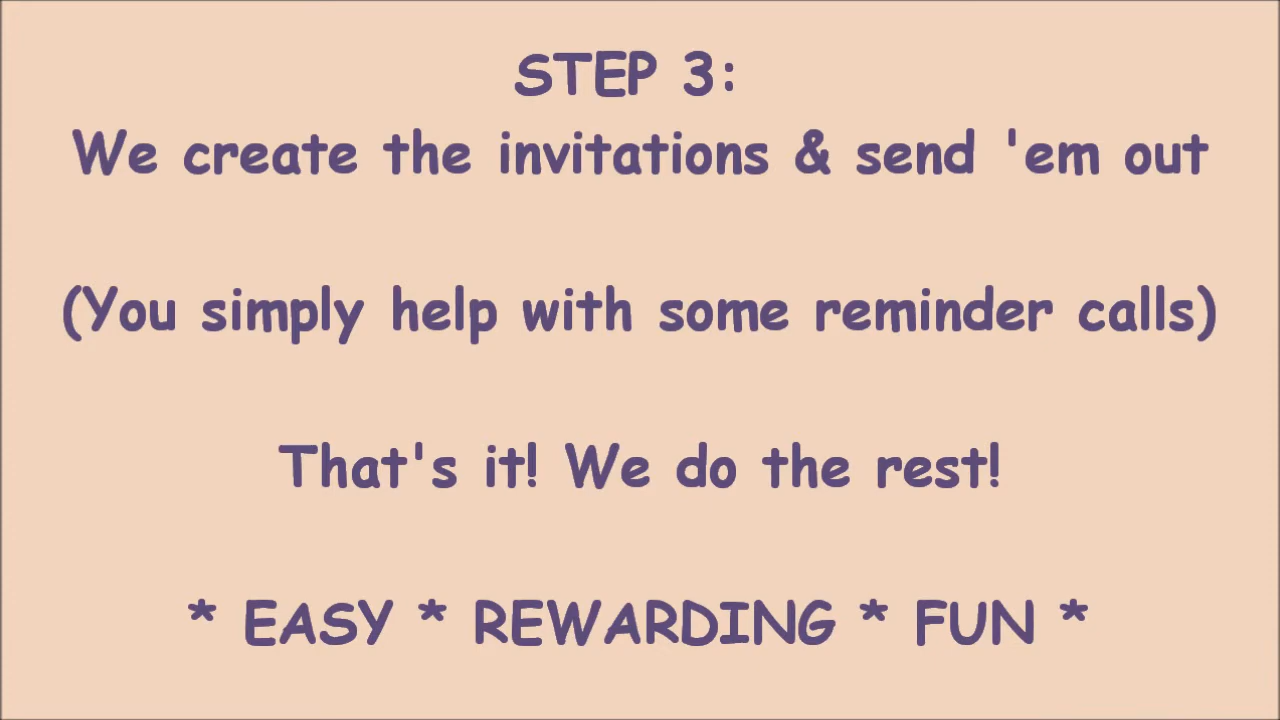 STEP 3:
We create the invitations & send 'em out
(You simply help with some reminder calls)
That's it! We do the rest!
* EASY * REWARDING * FUN *